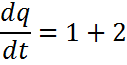 dq/dt = 1 + 2